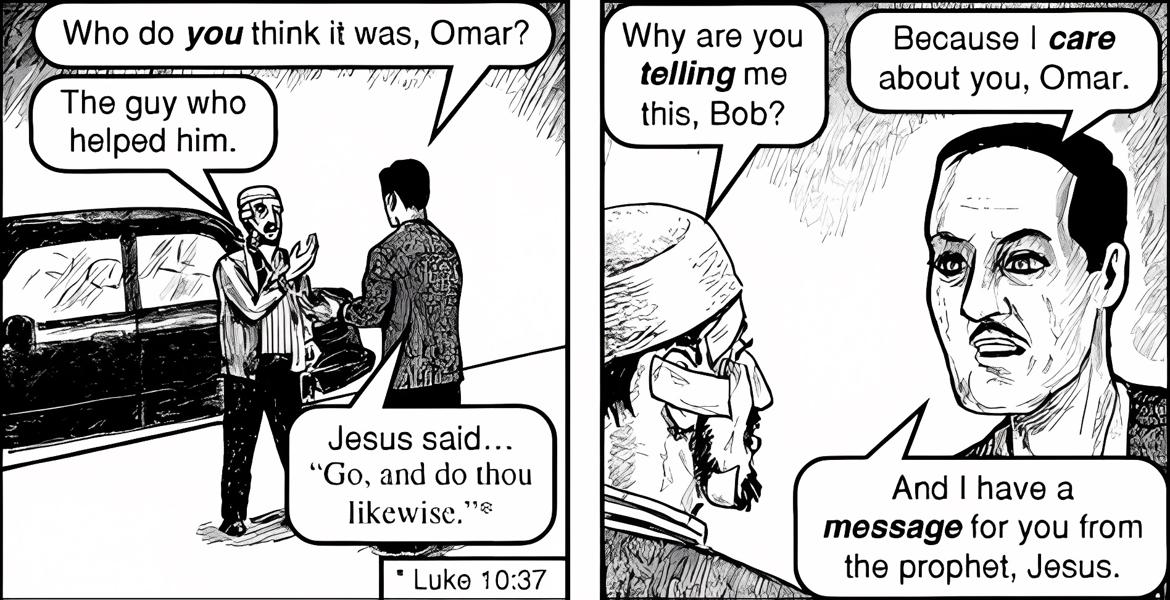 Who do you think it was, Omar?
The guy who
helped him.
Jesus said...
“Go, and do thou
likewise.”*
* Luke 10:37
Why are you
telling me
this, Bob?
Because I care
about you, Omar.
And I have a
message for you from
the prophet, Jesus.